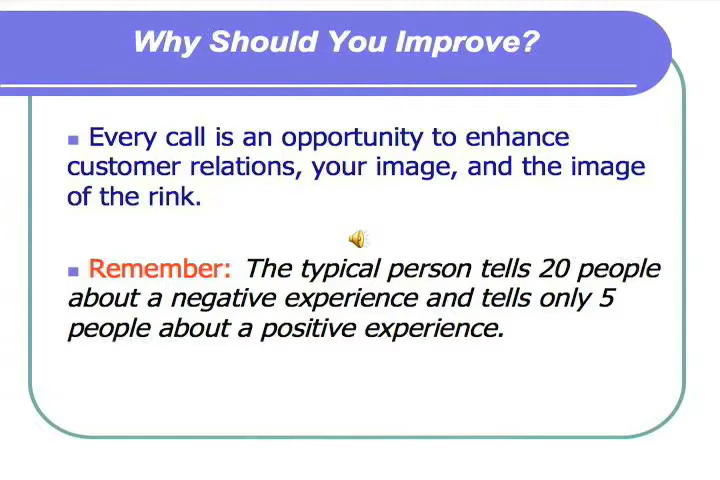 Why Should You Improve?
Every call is an opportunity to enhance
customer relations, your image, and the image
of the rink.
Remember: The typical person tells 20 people
about a negative experience and tells only 5
people about a positive experience.